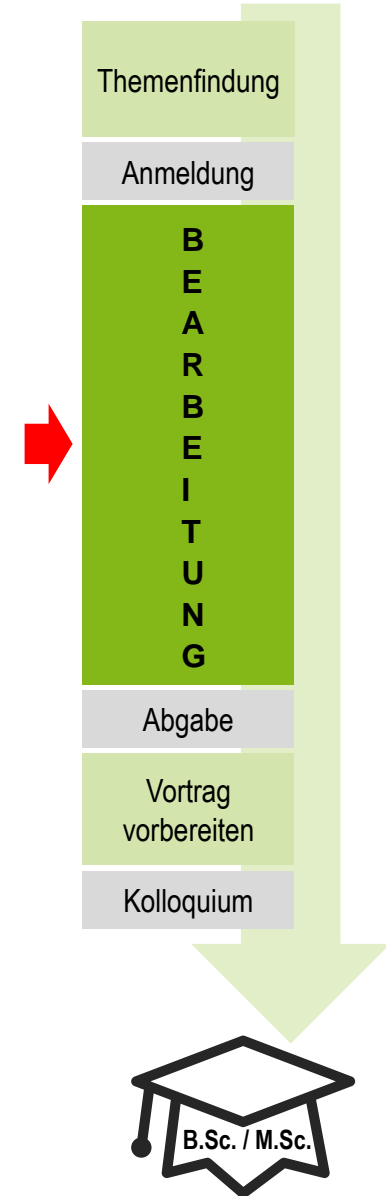 Themenfindung
Anmeldung
B
E
A
R
B
E
I
T
U
N
G
Abgabe
Vortrag
vorbereiten
Kolloquium
B.Sc. / M.Sc.